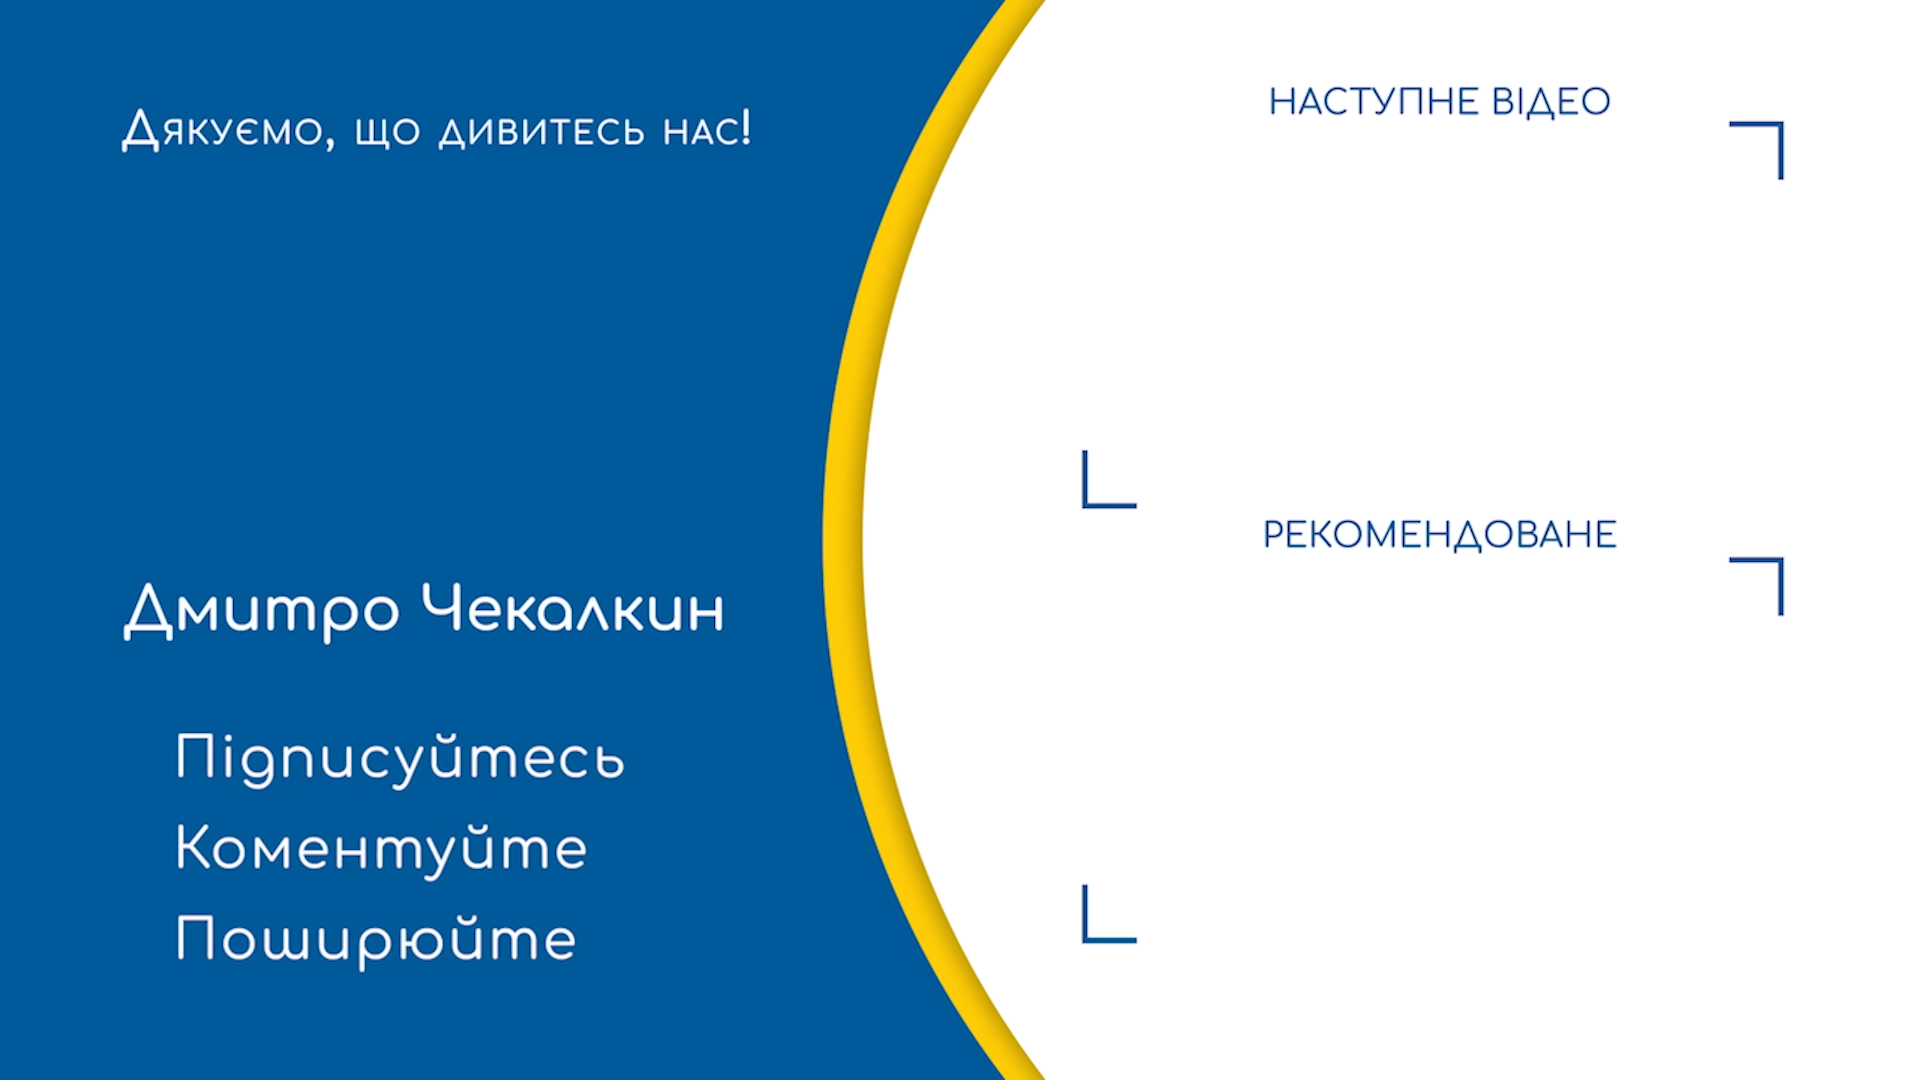 Дякуємо, що дивитесь нас!
Дмитро Чекалкин
Підписуйтесь
Коментуйте
Поширюйте
НАСТУПНЕ ВІДЕО
РЕКОМЕНДОВАНЕ